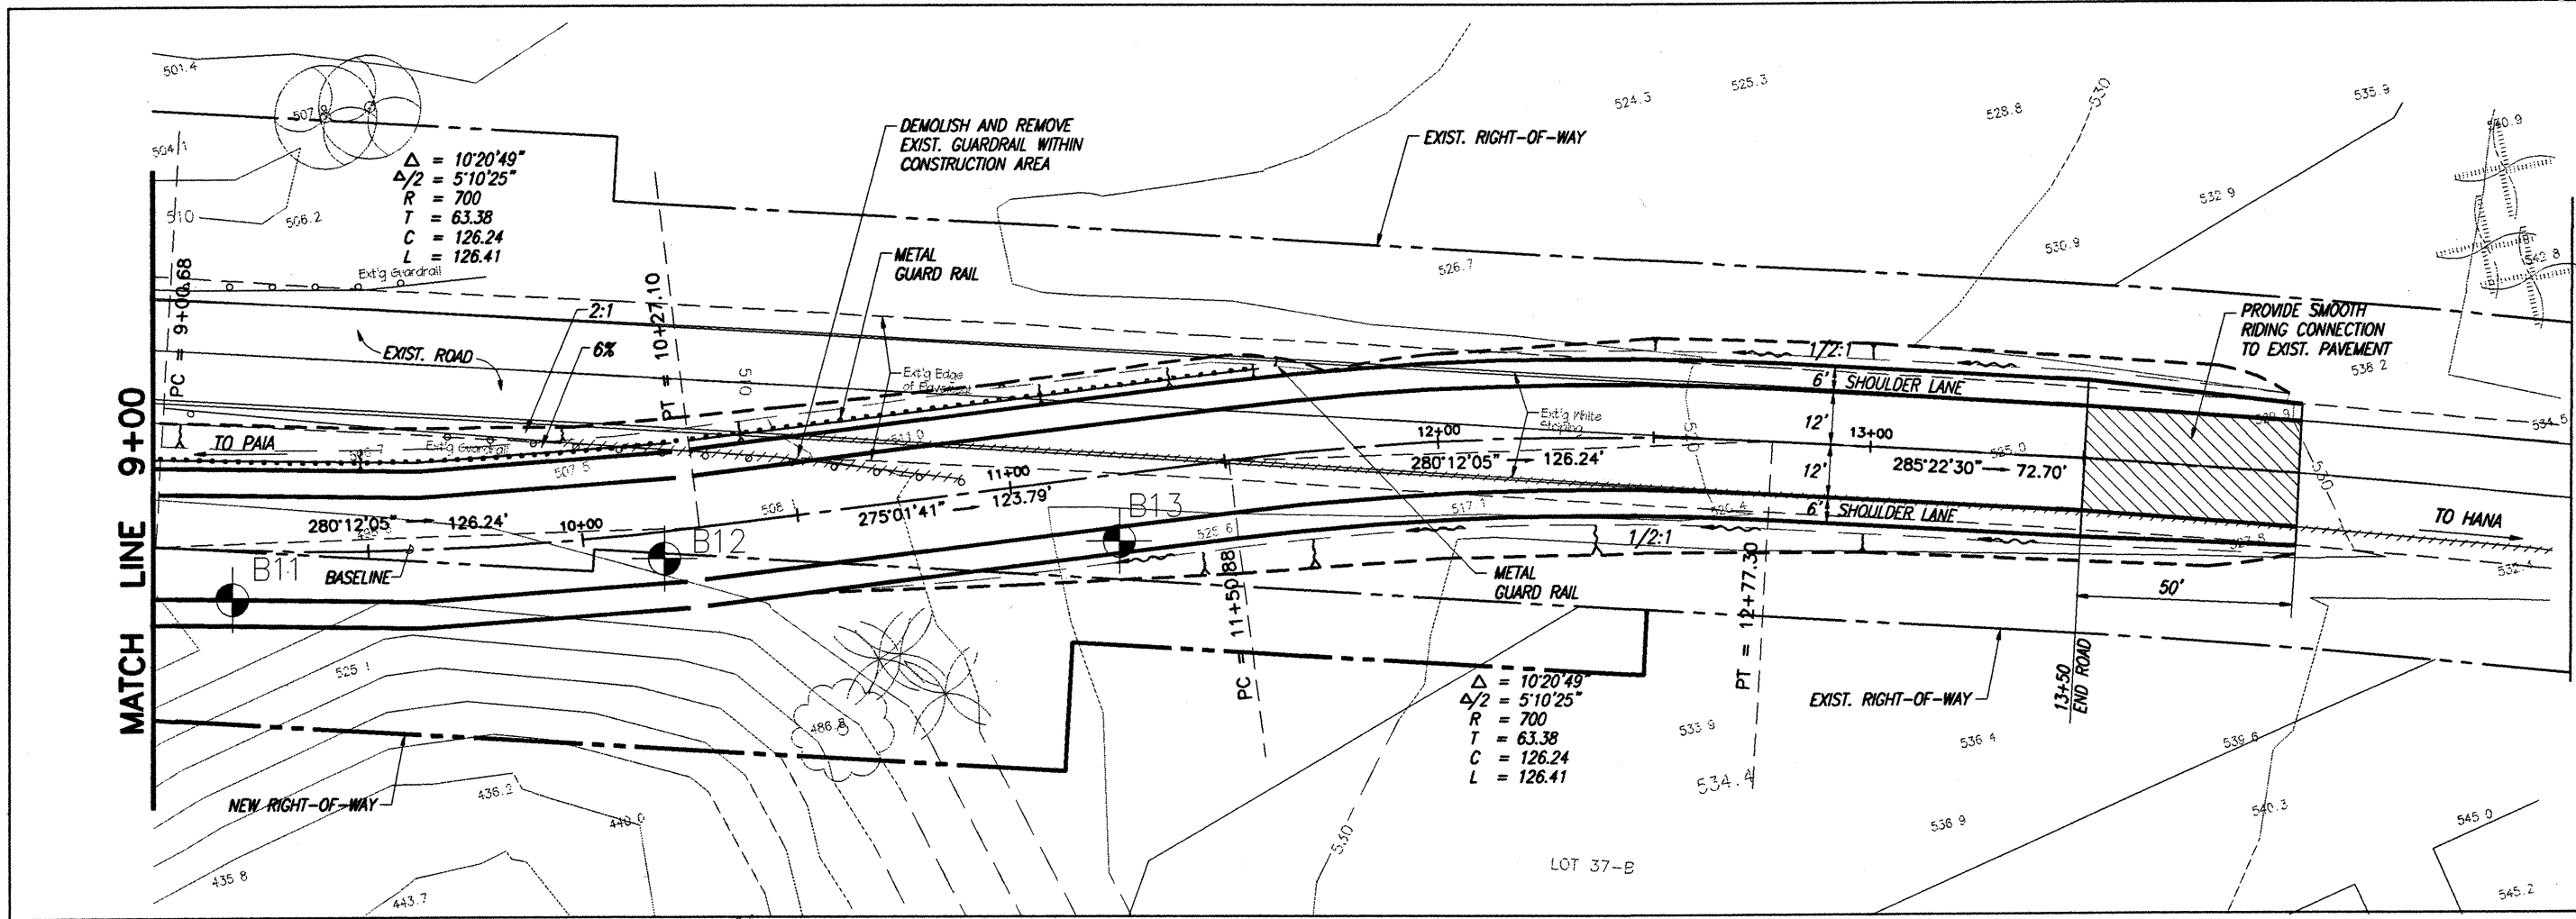 501.4
507.
504.1
510
506.2
Δ = 10°20'49"
Δ/2 = 5°10'25"
R = 700
T = 63.38
C = 126.24
L = 126.41
DEMOLISH AND REMOVE
EXIST. GUARDRAIL WITHIN
CONSTRUCTION AREA
METAL
GUARD RAIL
EXIST. RIGHT-OF-WAY
524.3
525.3
528.8
530
535.9
540.9
532.9
530.9
526.7
542.8
PROVIDE SMOOTH
RIDING CONNECTION
TO EXIST. PAVEMENT
538.2
534.5
Ext'g Guardrail
PC = 9+00.68
PT = 10+27.10
2:1
6%
EXIST. ROAD
510
Ext'g Edge
of Pavement
1/2:1
6' SHOULDER LANE
12'
12'
6' SHOULDER LANE
Ext'g White
Striping
520
12+00
13+00
280°12'05" 126.24'
525.0
285°22'30" 72.70'
530
TO HANA
532.1
527.8
TO PAIA
Ext'g Guardrail
507.5
511.0
11+00
508
275°01'41" 123.79'
280°12'05" 126.24'
10+00
BASELINE
B11
B12
B13
525.6
517.1
1/2:1
METAL
GUARD RAIL
50'
MATCH LINE 9+00
525.1
486.8
PC = 11+50.88
PT = 12+77.30
13+50
END ROAD
EXIST. RIGHT-OF-WAY
Δ = 10°20'49"
Δ/2 = 5°10'25"
R = 700
T = 63.38
C = 126.24
L = 126.41
533.9
534.4
536.4
539.6
NEW RIGHT-OF-WAY
436.2
440.0
435.8
443.7
530
LOT 37-B
536.9
540.3
545.0
545.2